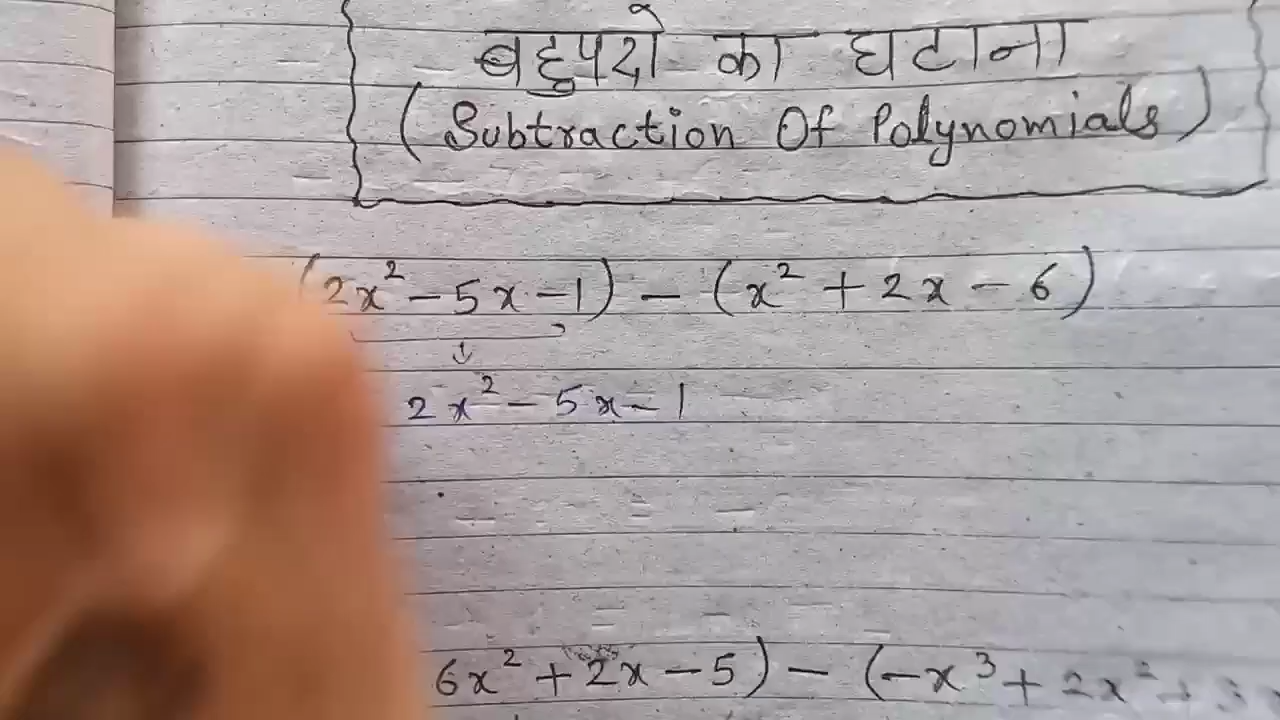 बहुपदो का घटाना
(Subtraction Of Polynomials)
(2x² - 5x - 1) - (x² + 2x - 6)
↓
2x² - 5x - 1
6x² + 2x - 5) - (-x³ + 2x² +